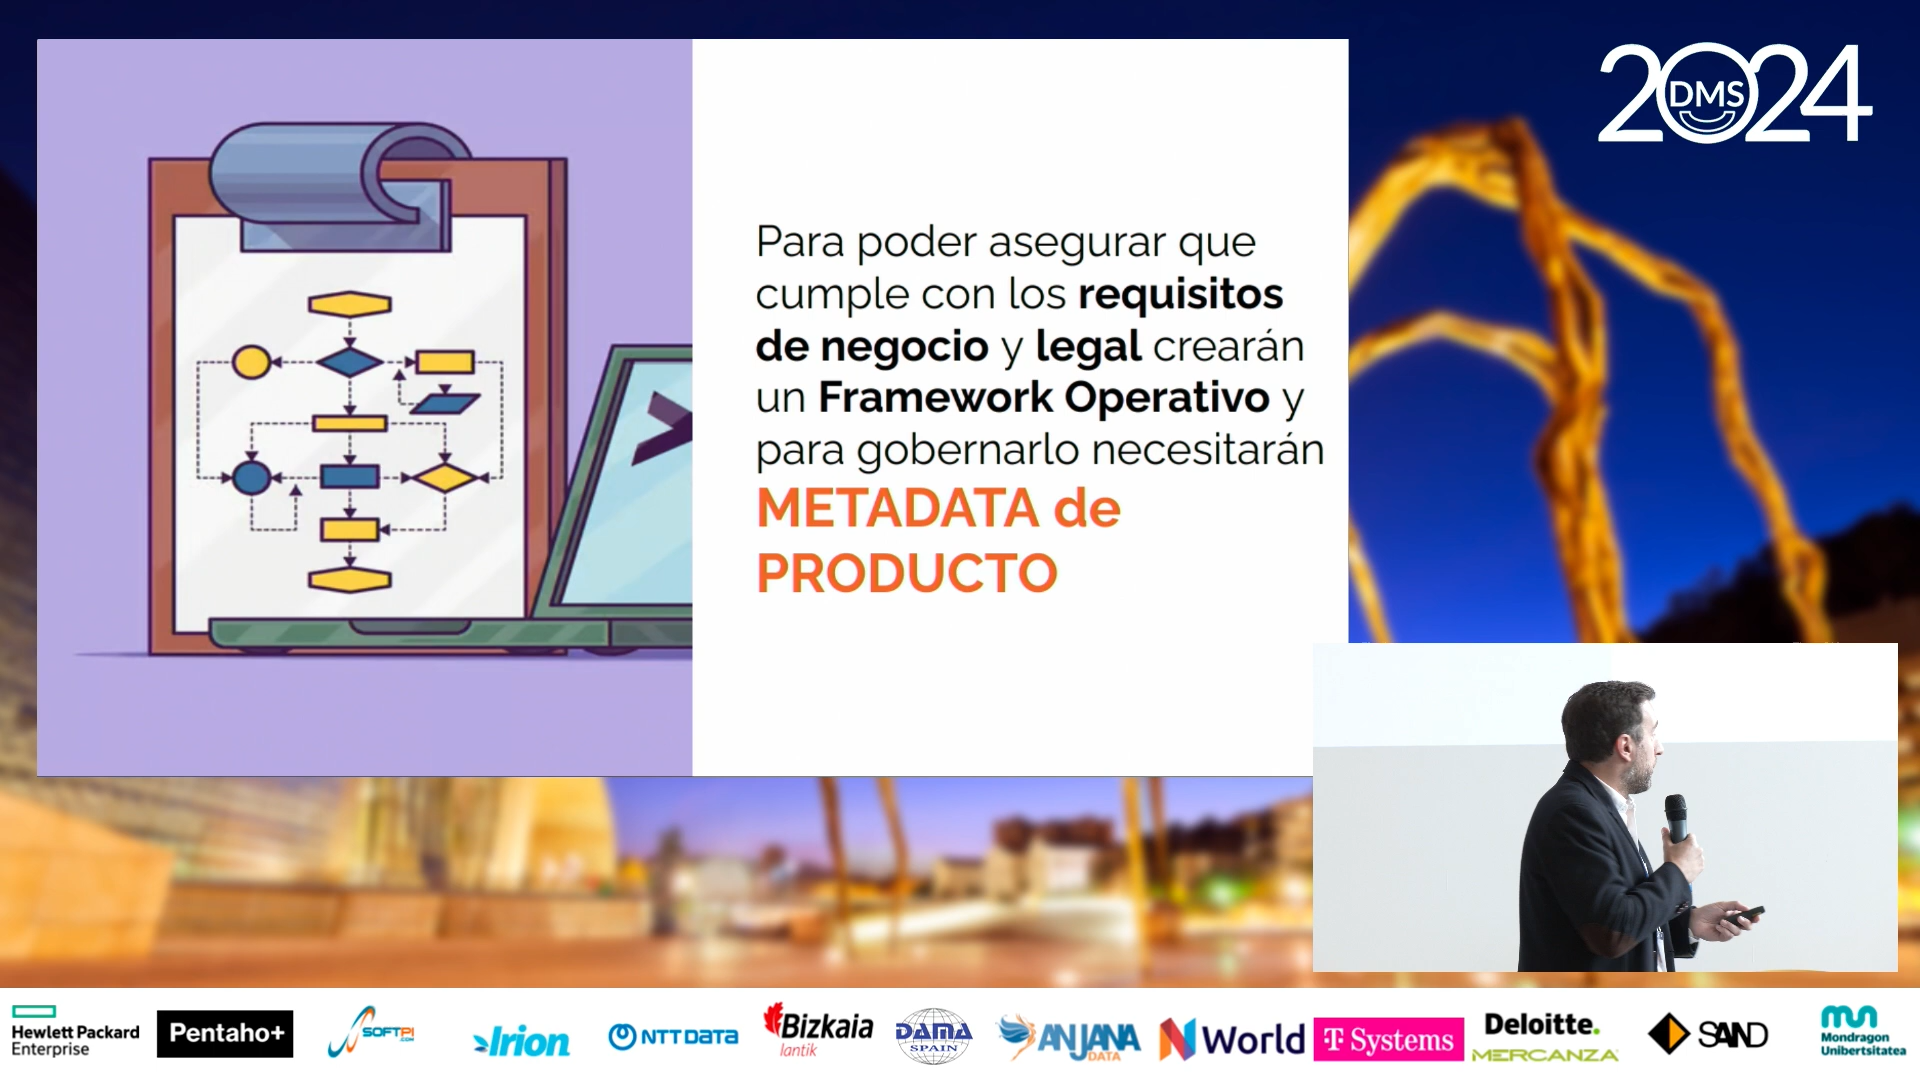 2024
DMS
Para poder asegurar que
cumple con los requisitos
de negocio y legal crearán
un Framework Operativo y
para gobernarlo necesitarán
METADATA de
PRODUCTO
Hewlett Packard
Enterprise
Pentaho+
SOFTPI
.COM
Irion
NTT DATA
Bizkaia
lantik
DAMA
SPAIN
ANJANA
DATA
N World
T Systems
Deloitte.
MERCANZA
SAND
Mondragon
Unibertsitatea